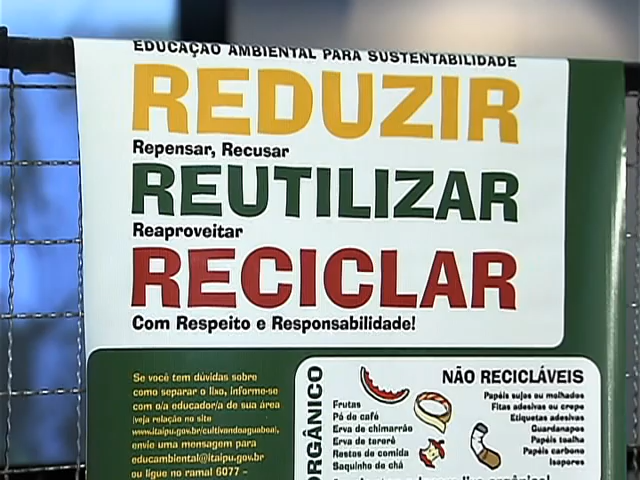 EDUCAÇÃO AMBIENTAL PARA SUSTENTABILIDADE
REDUZIR
Repensar, Recusar
REUTILIZAR
Reaproveitar
RECICLAR
Com Respeito e Responsabilidade!
Se você tem dúvidas sobre
como separar o lixo, informe-se
com o/a educador/a de sua área
(veja relação no site
www.itaipu.gov.br/cultivandoaguaboa),
envie uma mensagem para
educambiental@itaipu.gov.br
ou ligue no ramal 6077 -
ORGÂNICO
Frutas
Pó de café
Erva de chimarrão
Erva de tereré
Restos de comida
Saquinho de chá
NÃO RECICLÁVEIS
Papéis sujos ou molhados
Fitas adesivas ou crepe
Etiquetas adesivas
Guardanapos
Papéis toalha
Papéis carbono
Isopores